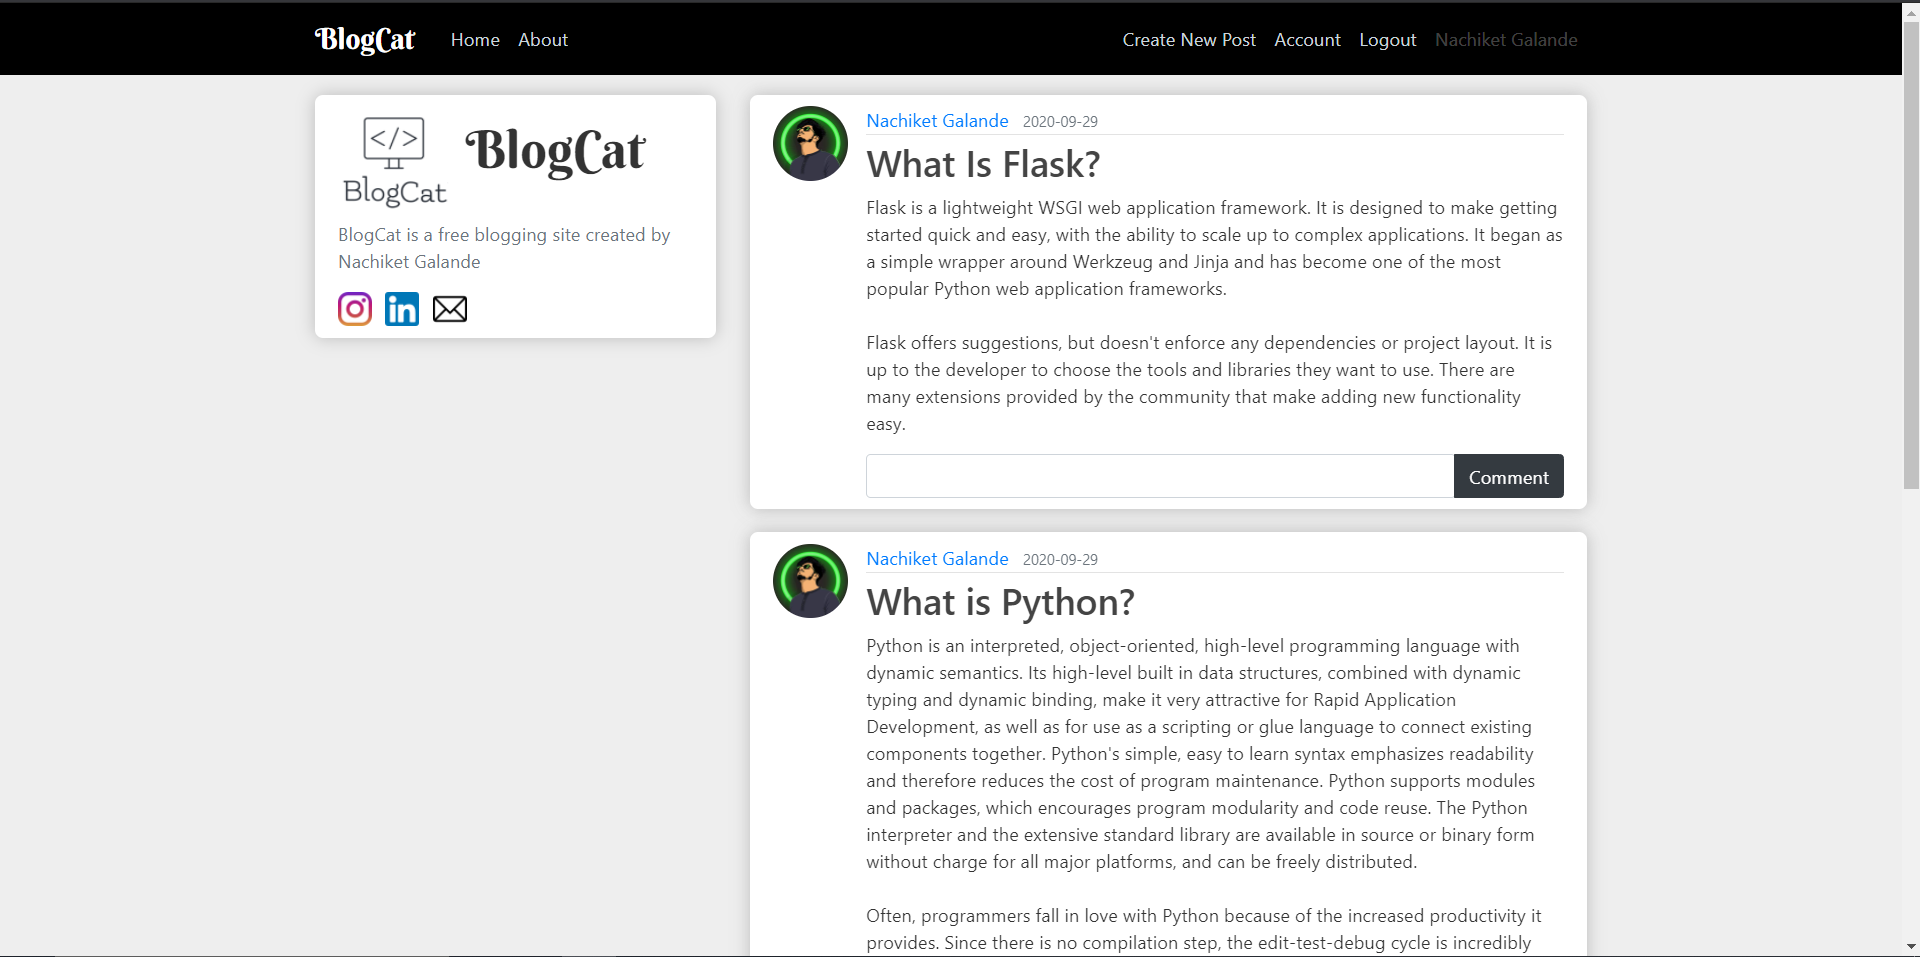 BlogCat Home About Create New Post Account Logout Nachiket Galande
</> BlogCat
BlogCat
BlogCat is a free blogging site created by
Nachiket Galande
in
Nachiket Galande 2020-09-29
What Is Flask?
Flask is a lightweight WSGI web application framework. It is designed to make getting
started quick and easy, with the ability to scale up to complex applications. It began as
a simple wrapper around Werkzeug and Jinja and has become one of the most
popular Python web application frameworks.
Flask offers suggestions, but doesn't enforce any dependencies or project layout. It is
up to the developer to choose the tools and libraries they want to use. There are
many extensions provided by the community that make adding new functionality
easy.
Comment
Nachiket Galande 2020-09-29
What is Python?
Python is an interpreted, object-oriented, high-level programming language with
dynamic semantics. Its high-level built in data structures, combined with dynamic
typing and dynamic binding, make it very attractive for Rapid Application
Development, as well as for use as a scripting or glue language to connect existing
components together. Python's simple, easy to learn syntax emphasizes readability
and therefore reduces the cost of program maintenance. Python supports modules
and packages, which encourages program modularity and code reuse. The Python
interpreter and the extensive standard library are available in source or binary form
without charge for all major platforms, and can be freely distributed.
Often, programmers fall in love with Python because of the increased productivity it
provides. Since there is no compilation step, the edit-test-debug cycle is incredibly